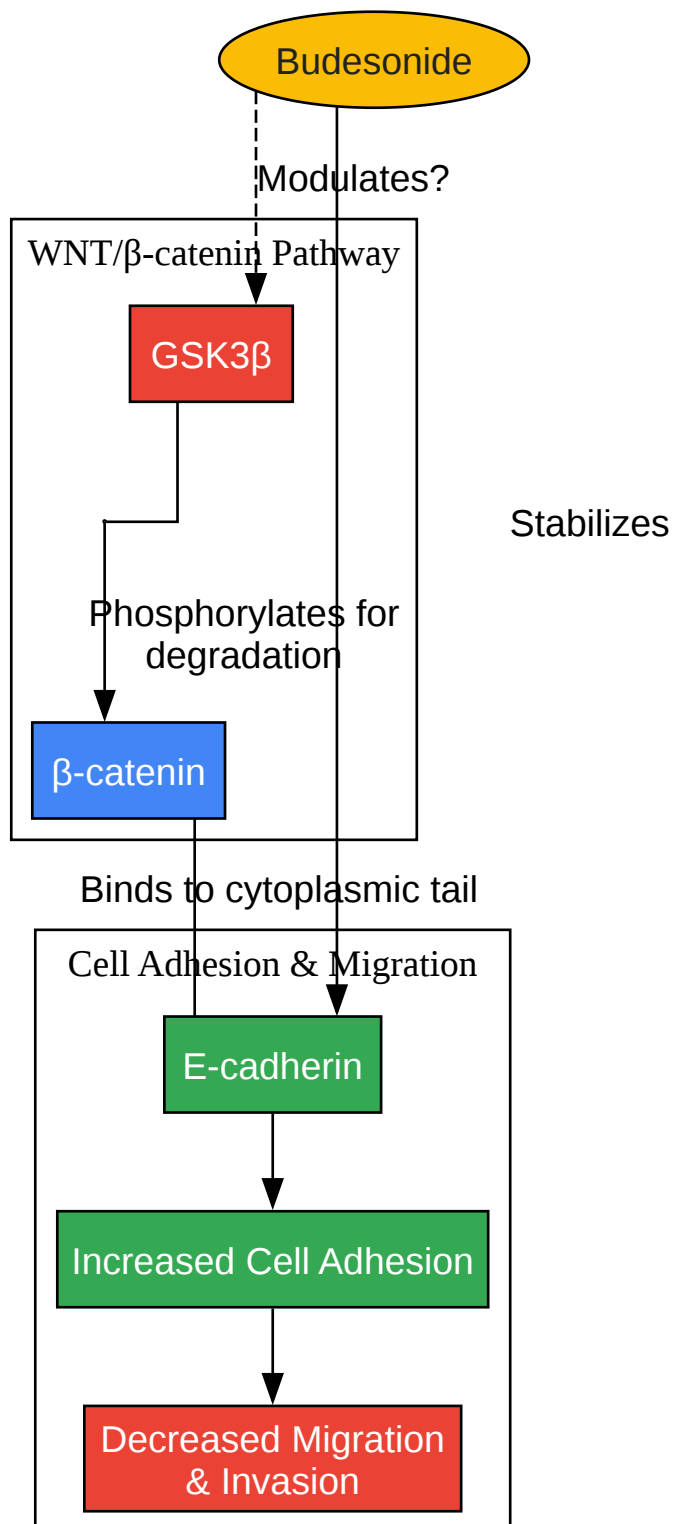 Budesonide
Modulates?
WNT/β-catenin Pathway
GSK3β
Stabilizes
Phosphorylates for
degradation
β-catenin
Binds to cytoplasmic tail
Cell Adhesion & Migration
E-cadherin
Increased Cell Adhesion
Decreased Migration
& Invasion